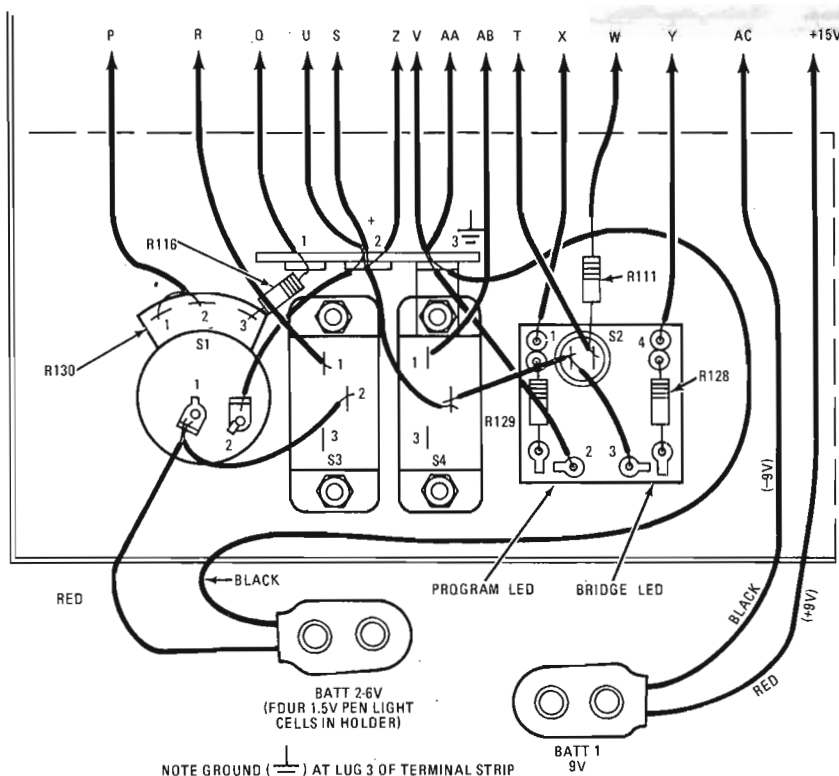 P R Q U S Z V AA AB T X W Y AC +15V
R116
1
+
2
3
R111
R130
1
2
3
S1
1
2
1
2
3
S3
1
3
S4
R129
1
S2
4
R128
2
3
(-9V)
RED
BLACK
PROGRAM LED
BRIDGE LED
BLACK
RED
(+9V)
BATT 2-6V
(FOUR 1.5V PEN LIGHT
CELLS IN HOLDER)
BATT 1
9V
NOTE GROUND ( ) AT LUG 3 OF TERMINAL STRIP